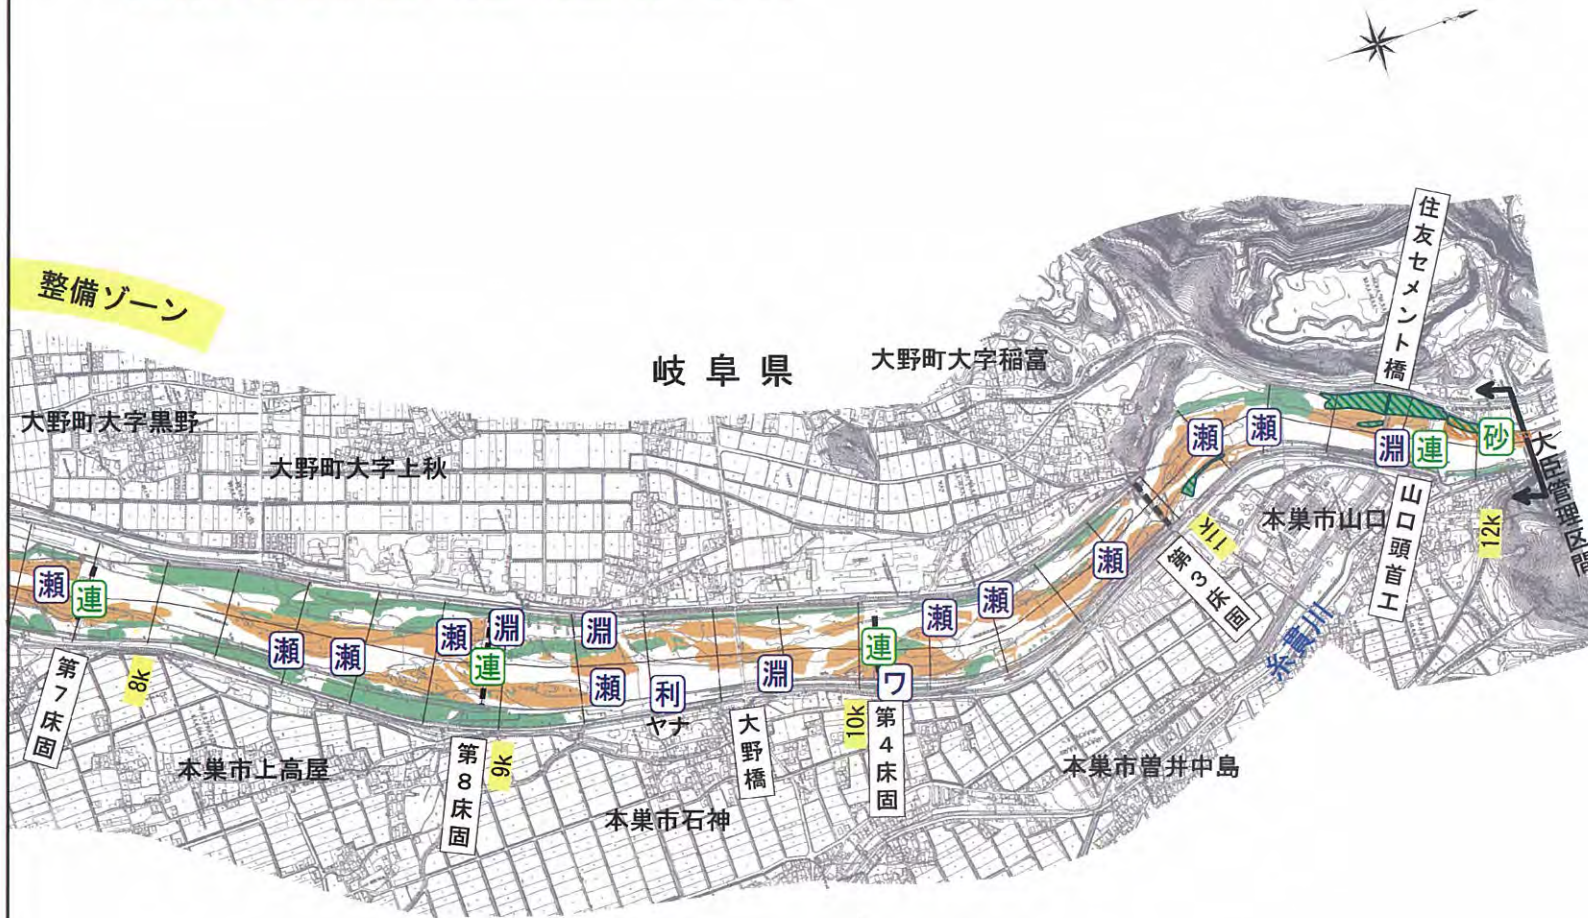 整備ゾーン
岐阜県
大野町大字稲富
住友セメント橋
大野町大字黒野
大野町大字上秋
瀬
瀬
淵
連
砂
大臣管理区間
本巣市山口
山口頭首工
12k
11k
第3床固
瀬
糸貫川
瀬
連
瀬
瀬
瀬
淵
連
淵
瀬
利
ヤナ
淵
連
ワ
瀬
瀬
第7床固
8k
本巣市上高屋
第8床固
9k
本巣市石神
大野橋
10k
第4床固
本巣市曽井中島